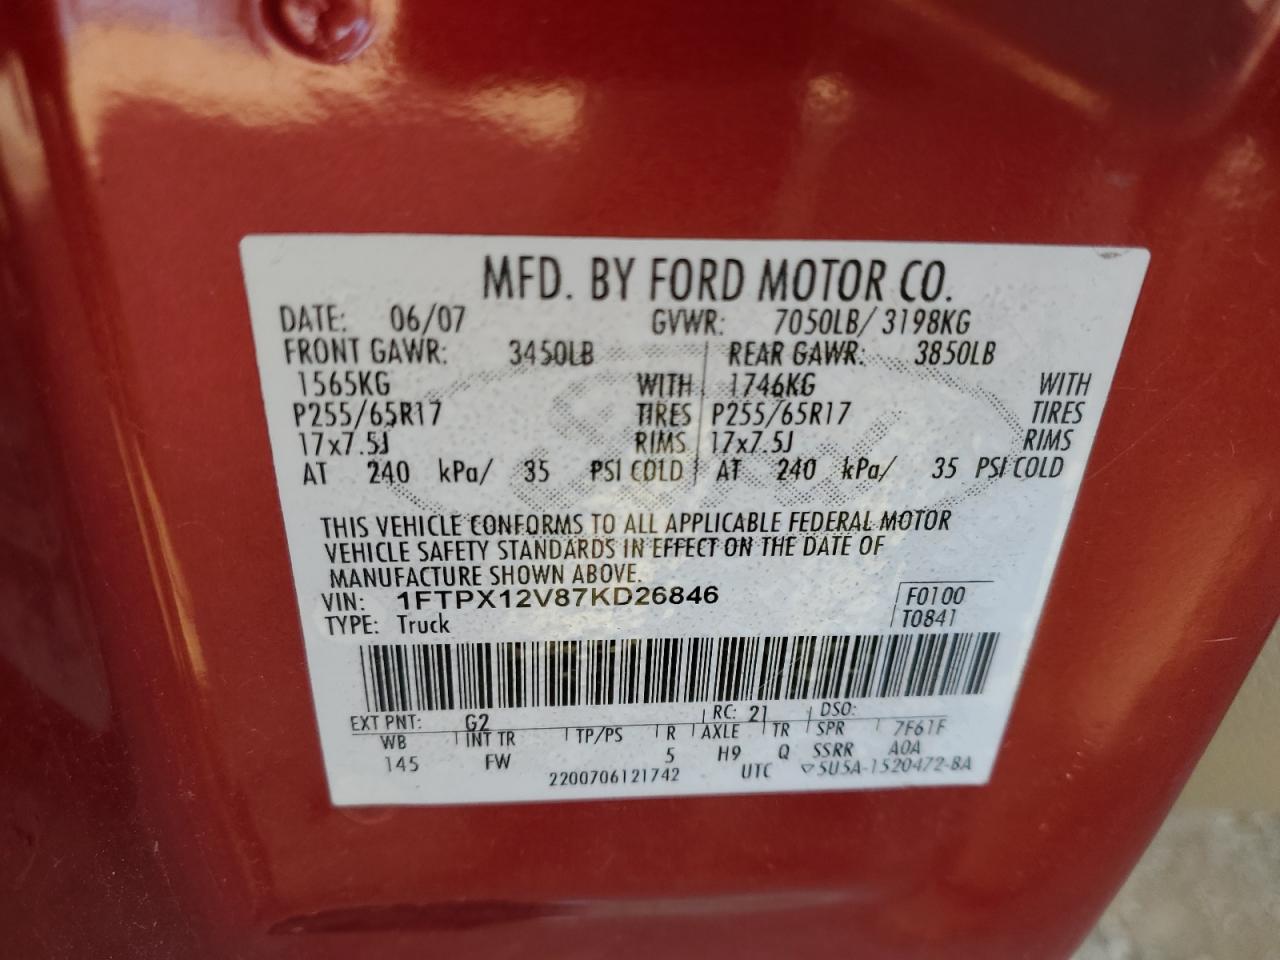 MFD. BY FORD MOTOR CO.
DATE: 06/07 GVWR: 7050LB/ 3198KG
FRONT GAWR: 3450LB REAR GAWR: 3850LB
1565KG WITH 1746KG WITH
P255/65R17 TIRES P255/65R17 TIRES
17x7.5J RIMS 17x7.5J RIMS
AT 240 kPa/ 35 PSI COLD AT 240 kPa/ 35 PSI COLD
THIS VEHICLE CONFORMS TO ALL APPLICABLE FEDERAL MOTOR
VEHICLE SAFETY STANDARDS IN EFFECT ON THE DATE OF
MANUFACTURE SHOWN ABOVE.
VIN: 1FTPX12V87KD26846 F0100
TYPE: Truck T0841
EXT PNT: G2 RC: 21 DSO:
WB INT TR TP/PS R AXLE TR SPR 7F61F
145 FW 5 H9 Q SSRR A0A
2200706121742 UTC ▽5U5A-1520472-BA